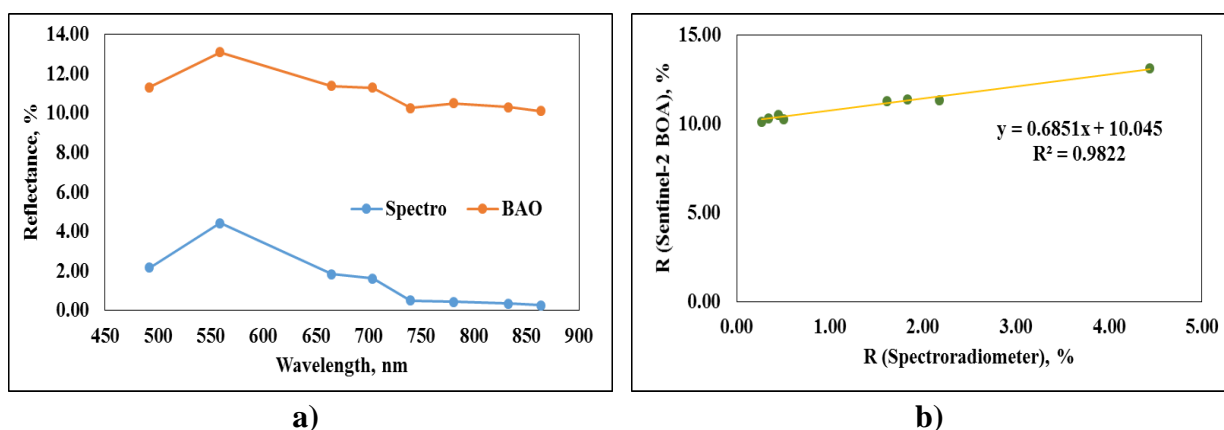 14.00
12.00
10.00
8.00
6.00
4.00
2.00
0.00
Reflectance, %
Spectro
BAO
450 500 550 600 650 700 750 800 850 900
Wavelength, nm
a)
15.00
10.00
5.00
0.00
R (Sentinel-2 BOA), %
y = 0.6851x + 10.045
R² = 0.9822
0.00 1.00 2.00 3.00 4.00 5.00
R (Spectroradiometer), %
b)